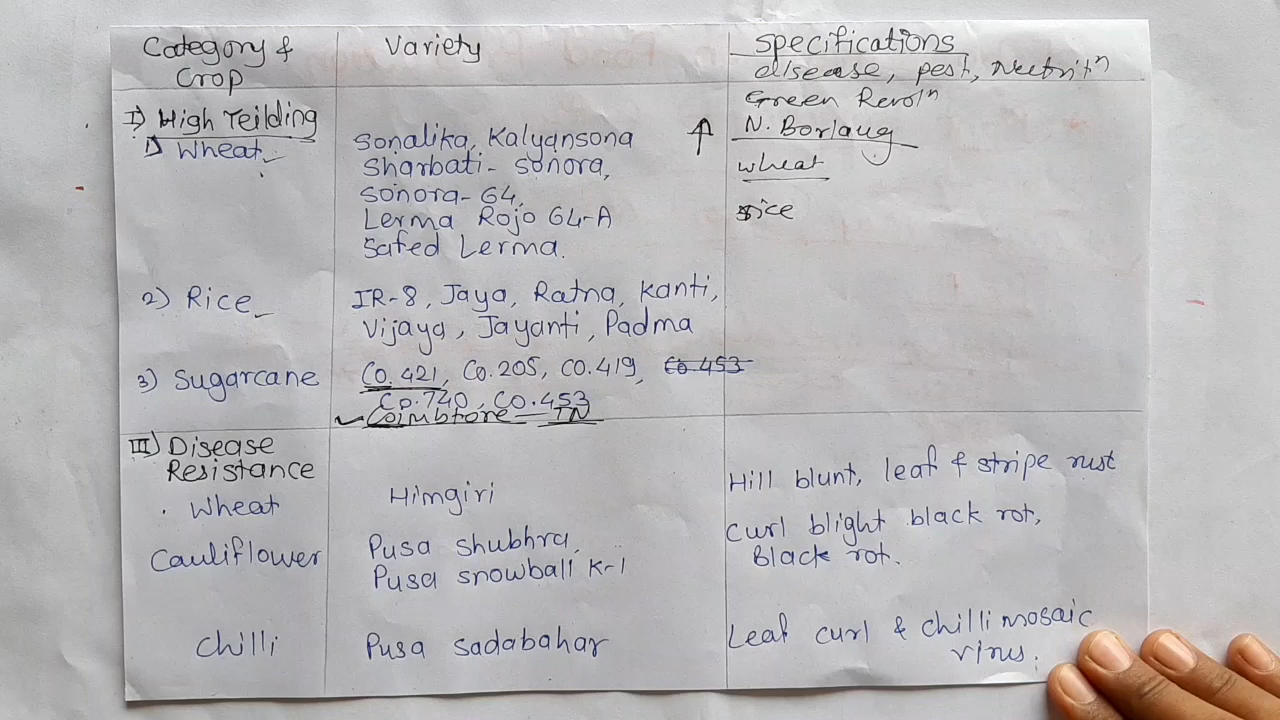 Category & Variety Specifications
Crop disease, pest, Neutritⁿ
Green Revolⁿ
I) High Yeilding N. Borlaug
1) Wheat Sonalika, Kalyansona ↑ wheat
Sharbati - sonora,
sonora-64, rice
Lerma Rojo 64-A
Safed Lerma.
2) Rice IR-8, Jaya, Ratna, Kanti,
Vijaya, Jayanti, Padma
3) Sugarcane CO. 421, CO. 205, CO. 419, CO. 453
CO. 740, CO. 453
Coimbtore - TN
III) Disease
Resistance
Wheat Himgiri Hill blunt, leaf & stripe rust
Cauliflower Pusa shubhra, Curl blight black rot,
Pusa snowball K-1 Black rot.
Chilli Pusa sadabahar Leaf curl & chilli mosaic
virus.